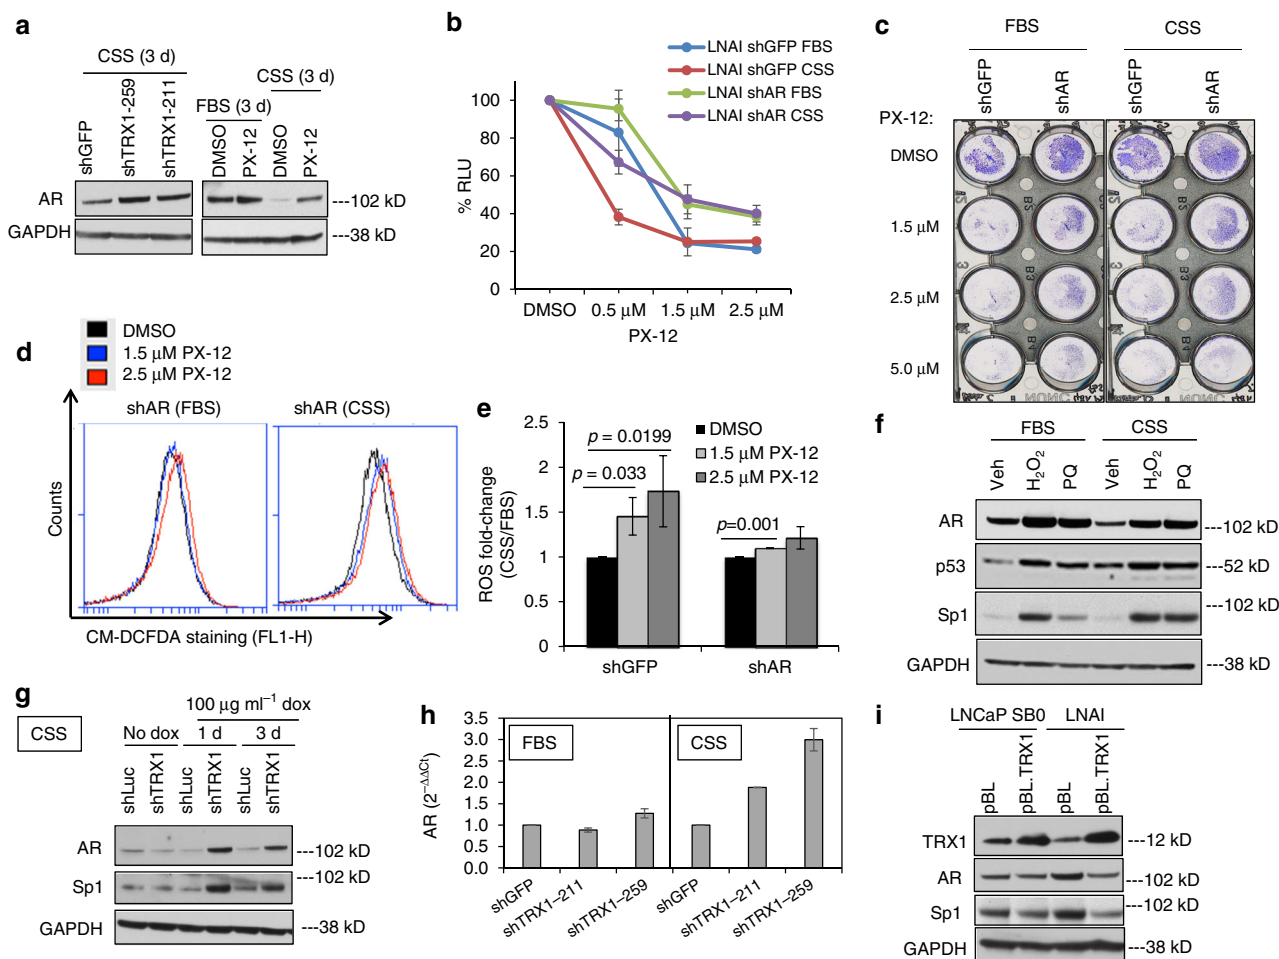 a
CSS (3 d)
shGFP
shTRX1-259
shTRX1-211
CSS (3 d)
FBS (3 d)
DMSO
PX-12
DMSO
PX-12
AR
---102 kD
GAPDH
---38 kD
b
LNAI shGFP FBS
LNAI shGFP CSS
LNAI shAR FBS
LNAI shAR CSS
% RLU
100
80
60
40
20
0
DMSO 0.5 μM 1.5 μM 2.5 μM
PX-12
c
FBS CSS
shGFP
shAR
shGFP
shAR
PX-12:
DMSO
1.5 μM
2.5 μM
5.0 μM
d
DMSO
1.5 μM PX-12
2.5 μM PX-12
shAR (FBS) shAR (CSS)
Counts
CM-DCFDA staining (FL1-H)
e
DMSO
1.5 μM PX-12
2.5 μM PX-12
p = 0.0199
p = 0.033
p=0.001
ROS fold-change
(CSS/FBS)
2.5
2
1.5
1
0.5
0
shGFP shAR
f
FBS CSS
Veh
H₂O₂
PQ
Veh
H₂O₂
PQ
AR
---102 kD
p53
---52 kD
Sp1
---102 kD
GAPDH
---38 kD
g
CSS
100 μg ml⁻¹ dox
No dox 1 d 3 d
shLuc
shTRX1
shLuc
shTRX1
shLuc
shTRX1
AR
---102 kD
Sp1
---102 kD
GAPDH
---38 kD
h
AR (2^−ΔΔCt)
3.5
3.0
2.5
2.0
1.5
1.0
0.5
0.0
FBS
CSS
shGFP
shTRX1–211
shTRX1–259
shGFP
shTRX1–211
shTRX1–259
i
LNCaP SB0 LNAI
pBL
pBL.TRX1
pBL
pBL.TRX1
TRX1
---12 kD
AR
---102 kD
Sp1
---102 kD
GAPDH
---38 kD